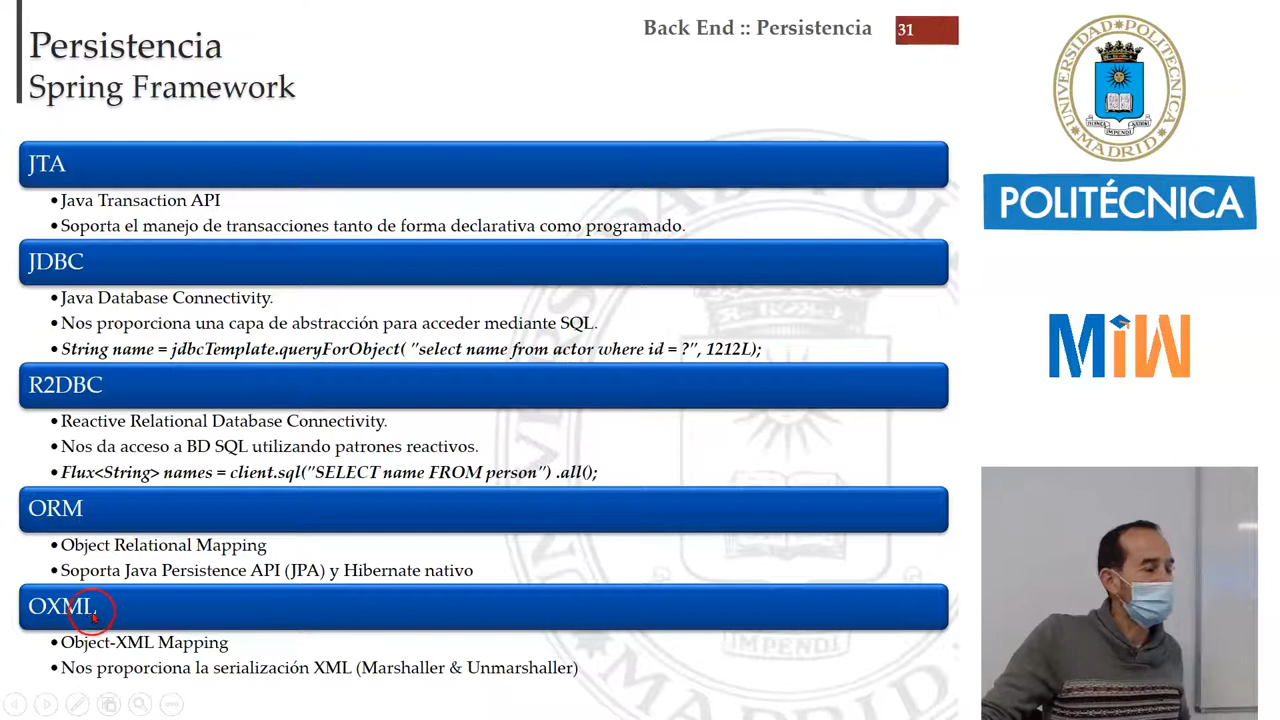 Persistencia
Spring Framework
Back End :: Persistencia
31
JTA
•Java Transaction API
•Soporta el manejo de transacciones tanto de forma declarativa como programado.
JDBC
•Java Database Connectivity.
•Nos proporciona una capa de abstracción para acceder mediante SQL.
•String name = jdbcTemplate.queryForObject( "select name from actor where id = ?", 1212L);
R2DBC
•Reactive Relational Database Connectivity.
•Nos da acceso a BD SQL utilizando patrones reactivos.
•Flux<String> names = client.sql("SELECT name FROM person") .all();
ORM
•Object Relational Mapping
•Soporta Java Persistence API (JPA) y Hibernate nativo
OXML
•Object-XML Mapping
•Nos proporciona la serialización XML (Marshaller & Unmarshaller)
UNIVERSIDAD POLITECNICA
MADRID
POLITÉCNICA
MiW